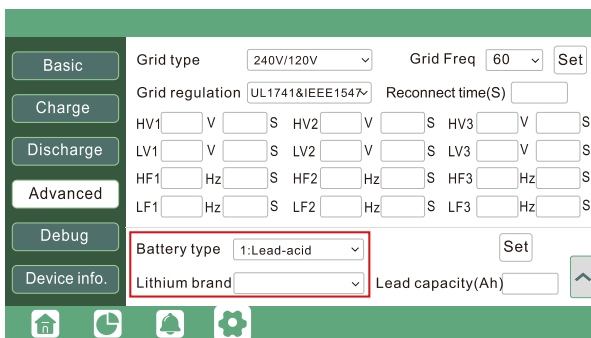 Basic
Charge
Discharge
Advanced
Debug
Device info.
Grid type 240V/120V Grid Freq 60 Set
Grid regulation UL1741&IEEE1547 Reconnect time(S)
HV1 V S HV2 V S HV3 V S
LV1 V S LV2 V S LV3 V S
HF1 Hz S HF2 Hz S HF3 Hz S
LF1 Hz S LF2 Hz S LF3 Hz S
Battery type 1:Lead-acid Set
Lithium brand Lead capacity(Ah)